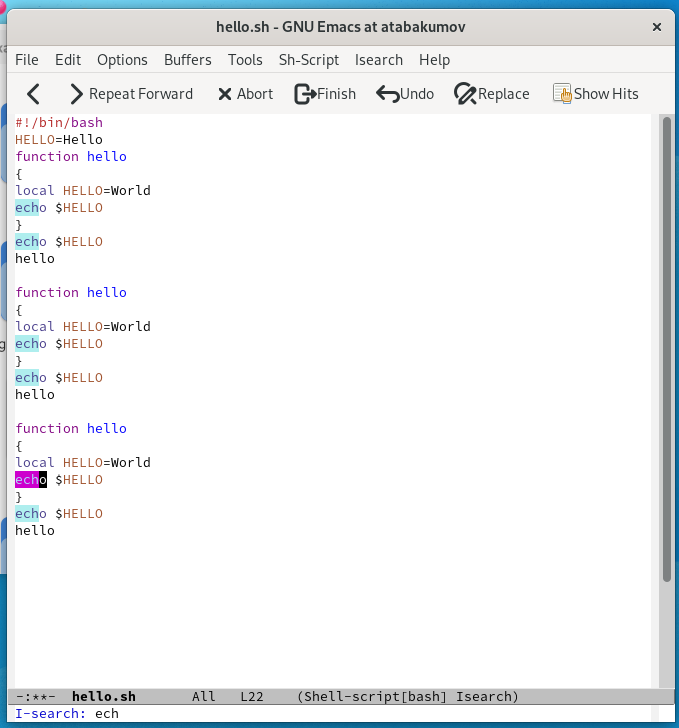 hello.sh - GNU Emacs at atabakumov
File Edit Options Buffers Tools Sh-Script Isearch Help
Repeat Forward Abort Finish Undo Replace Show Hits
#!/bin/bash
HELLO=Hello
function hello
{
local HELLO=World
echo $HELLO
}
echo $HELLO
hello

function hello
{
local HELLO=World
echo $HELLO
}
echo $HELLO
hello

function hello
{
local HELLO=World
echo $HELLO
}
echo $HELLO
hello
-:**- hello.sh All L22 (Shell-script[bash] Isearch)
I-search: ech